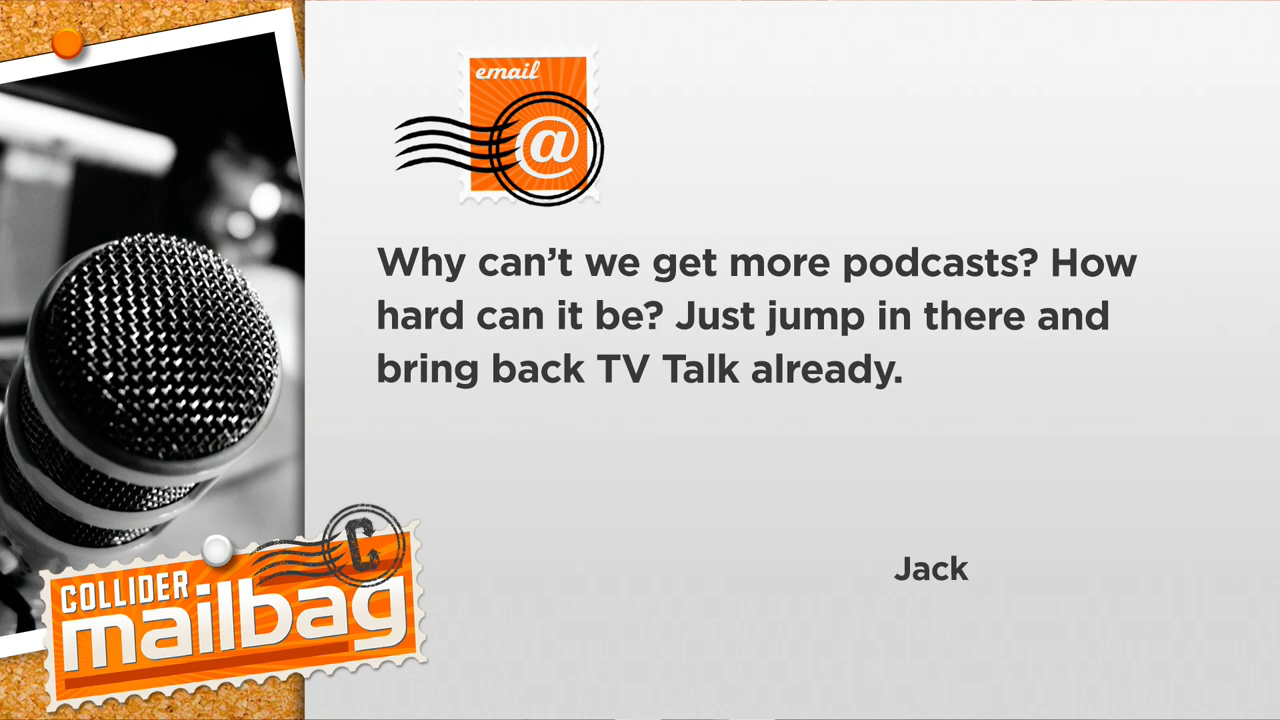 email
@
Why can't we get more podcasts? How
hard can it be? Just jump in there and
bring back TV Talk already.
Jack
C
COLLIDER
mailbag